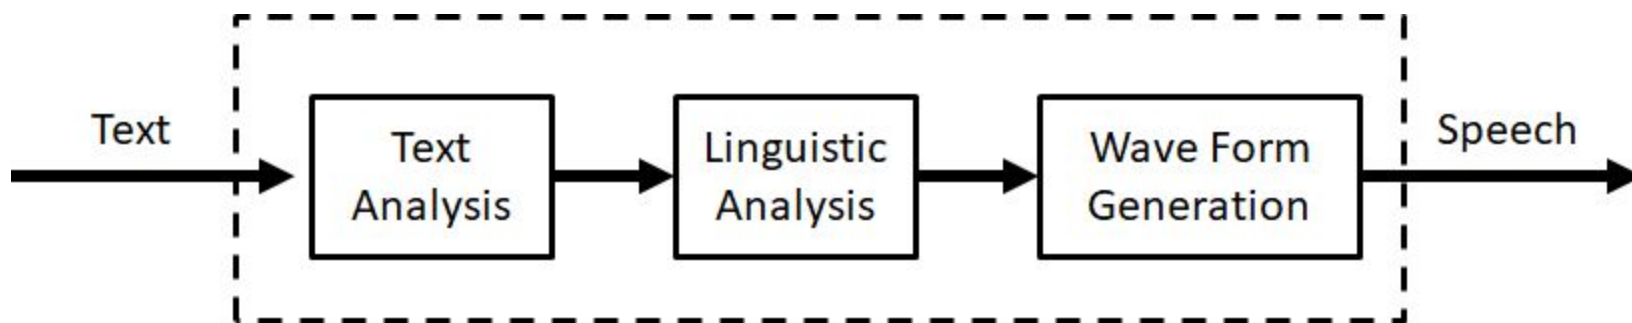 Text
Text
Analysis
Linguistic
Analysis
Wave Form
Generation
Speech